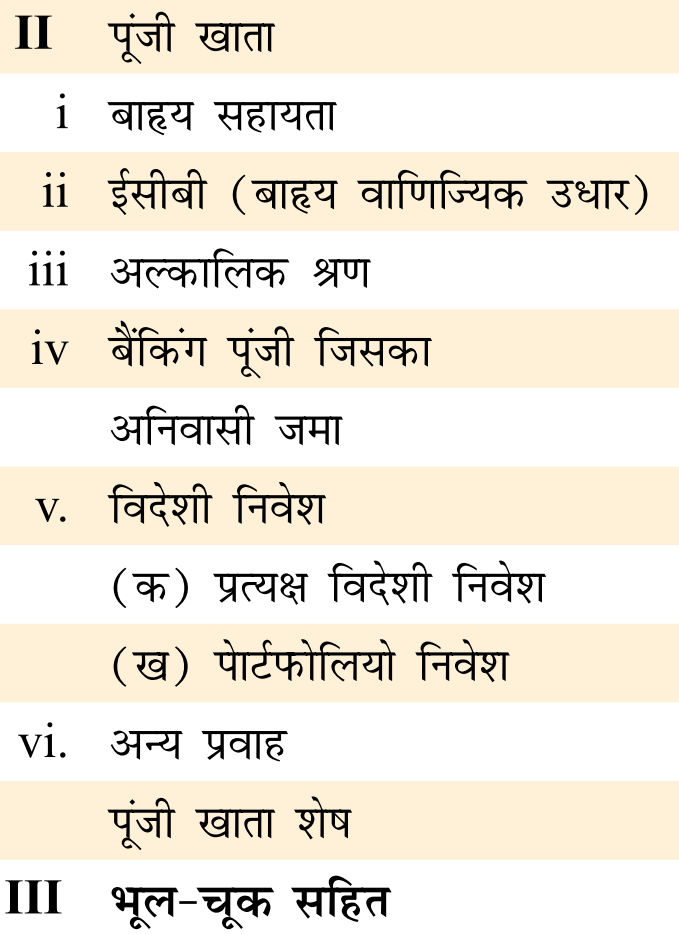 II पूंजी खाता
i बाहृय सहायता
ii ईसीबी (बाहृय वाणिज्यिक उधार)
iii अल्कालिक श्रण
iv बैंकिंग पूंजी जिसका
अनिवासी जमा
v. विदेशी निवेश
(क) प्रत्यक्ष विदेशी निवेश
(ख) पेार्टफोलियो निवेश
vi. अन्य प्रवाह
पूंजी खाता शेष
III भूल-चूक सहित